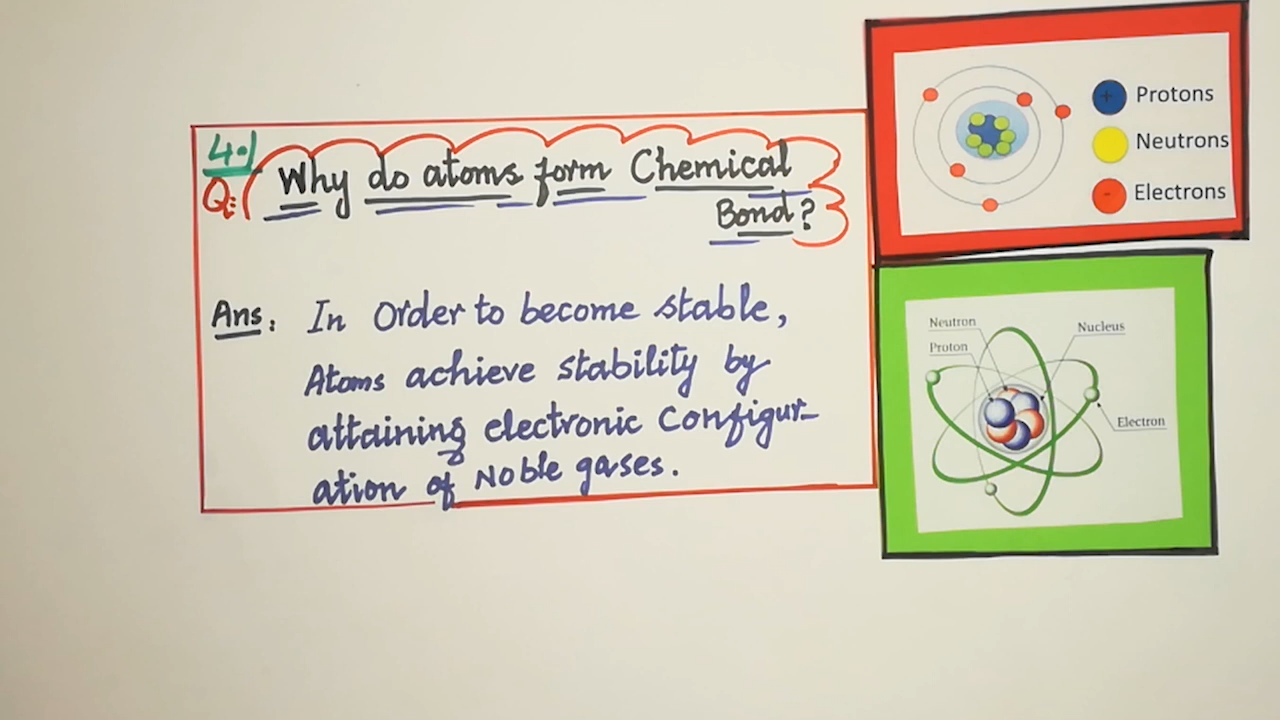 4.
Q: Why do atoms form Chemical
Bond?
Ans: In Order to become stable,
Atoms achieve stability by
attaining electronic Configur-
ation of Noble gases.
+ Protons
Neutrons
- Electrons
Neutron
Proton
Nucleus
Electron